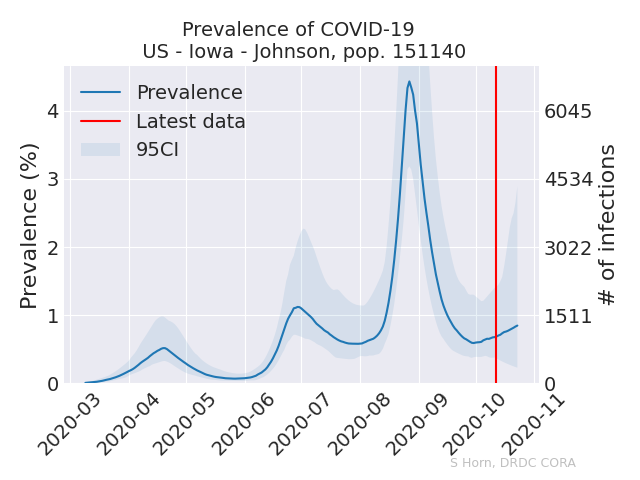 Prevalence of COVID-19
US - Iowa - Johnson, pop. 151140
Prevalence
Latest data
95CI
Prevalence (%)
4
3
2
1
0
6045
4534
3022
1511
0
# of infections
2020-03
2020-04
2020-05
2020-06
2020-07
2020-08
2020-09
2020-10
2020-11
S Horn, DRDC CORA